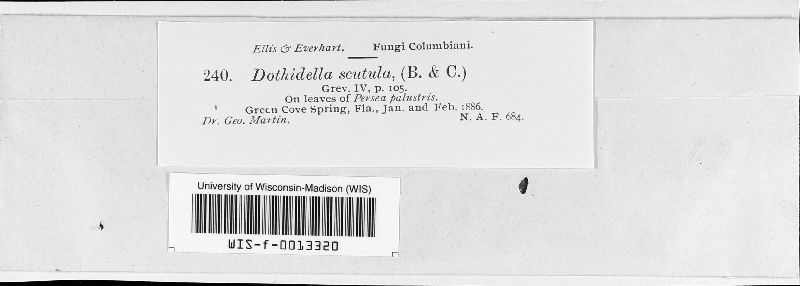 Ellis & Everhart. Fungi Columbiani.
240. Dothidella scutula, (B. & C.)
Grev. IV, p. 105.
On leaves of Persea palustris.
Green Cove Spring, Fla., Jan. and Feb. 1886.
Dr. Geo. Martin. N. A. F. 684.
University of Wisconsin-Madison (WIS)
WIS-f-0013320